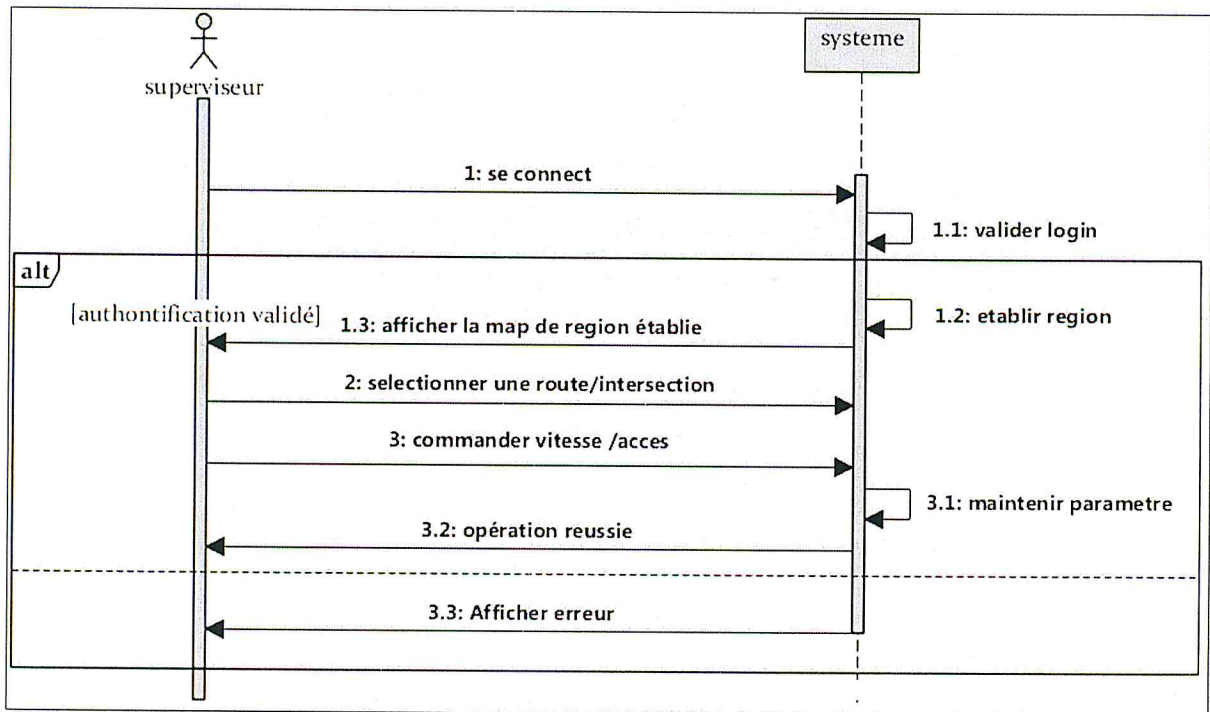 systeme
superviseur
1: se connect
1.1: valider login
alt
[authontification validé]
1.2: etablir region
1.3: afficher la map de region établie
2: selectionner une route/intersection
3: commander vitesse /acces
3.1: maintenir parametre
3.2: opération reussie
3.3: Afficher erreur